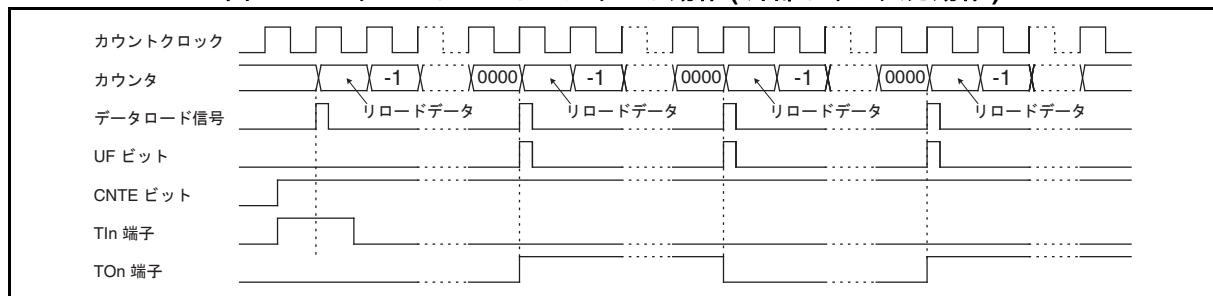 カウントクロック
カウンタ
-1 0000 -1 0000 -1 0000 -1
リロードデータ リロードデータ リロードデータ リロードデータ
データロード信号
UF ビット
CNTE ビット
TIn 端子
TOn 端子